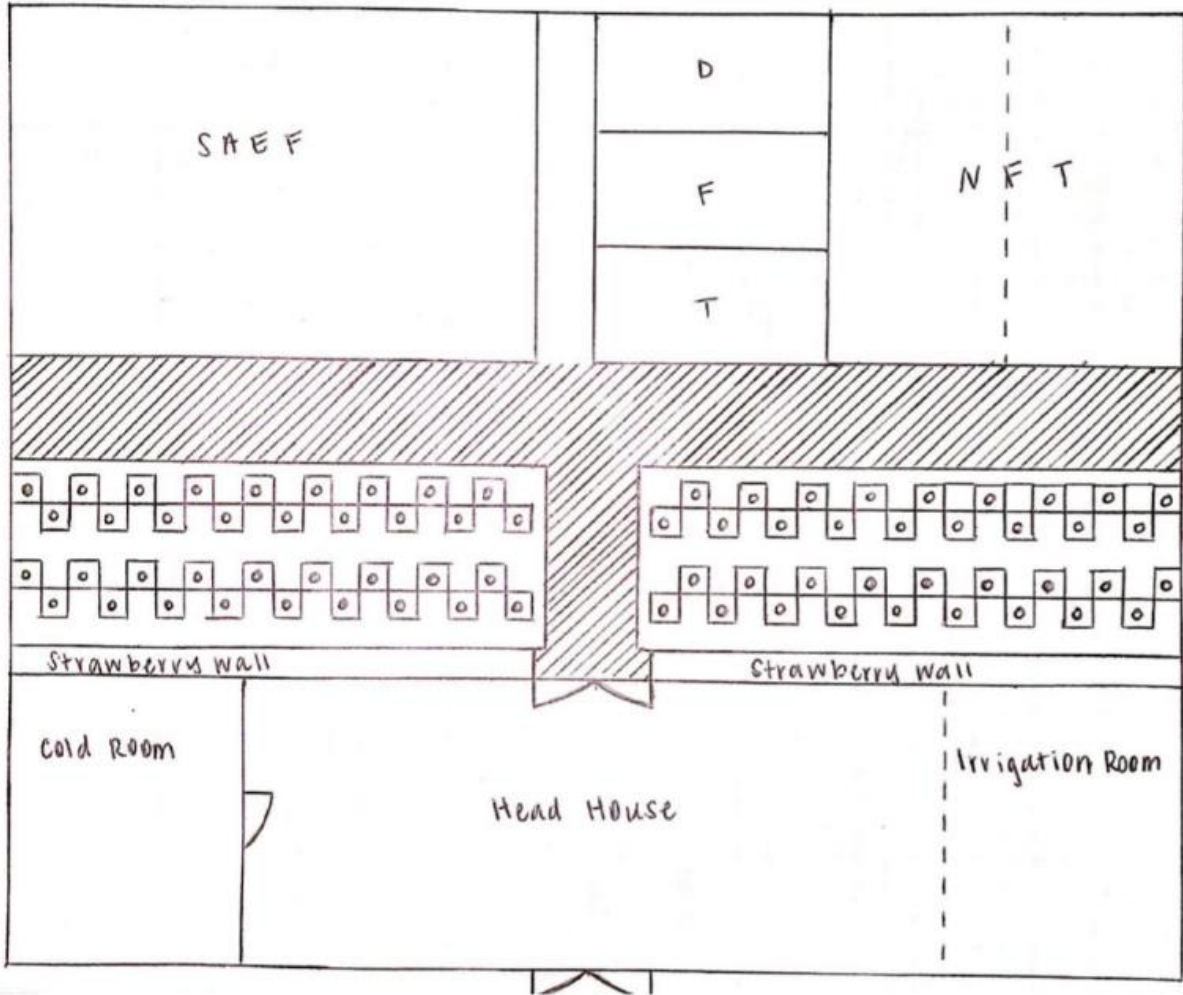 SAEF
D
F
T
NFT
Strawberry wall
Strawberry wall
Cold Room
Head House
Irrigation Room